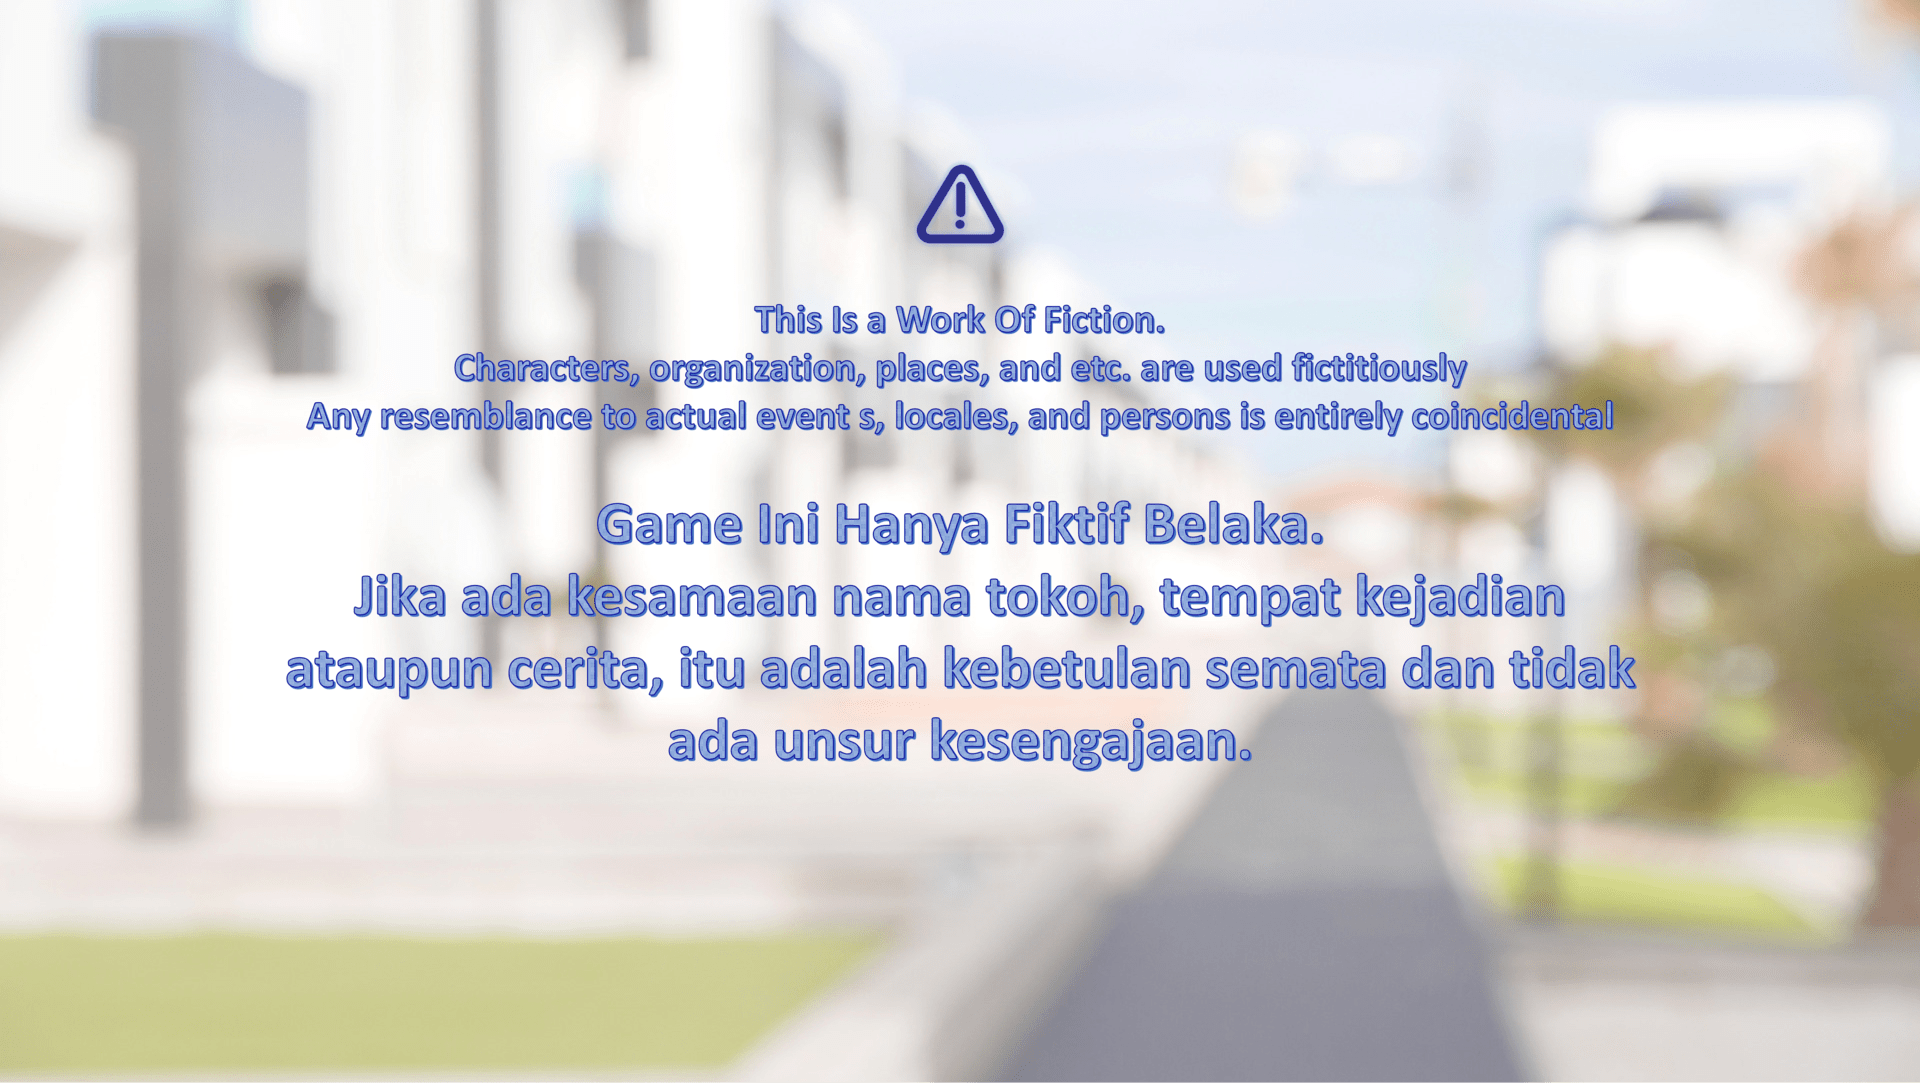 This Is a Work Of Fiction.
Characters, organization, places, and etc. are used fictitiously
Any resemblance to actual event s, locales, and persons is entirely coincidental
Game Ini Hanya Fiktif Belaka.
Jika ada kesamaan nama tokoh, tempat kejadian
ataupun cerita, itu adalah kebetulan semata dan tidak
ada unsur kesengajaan.